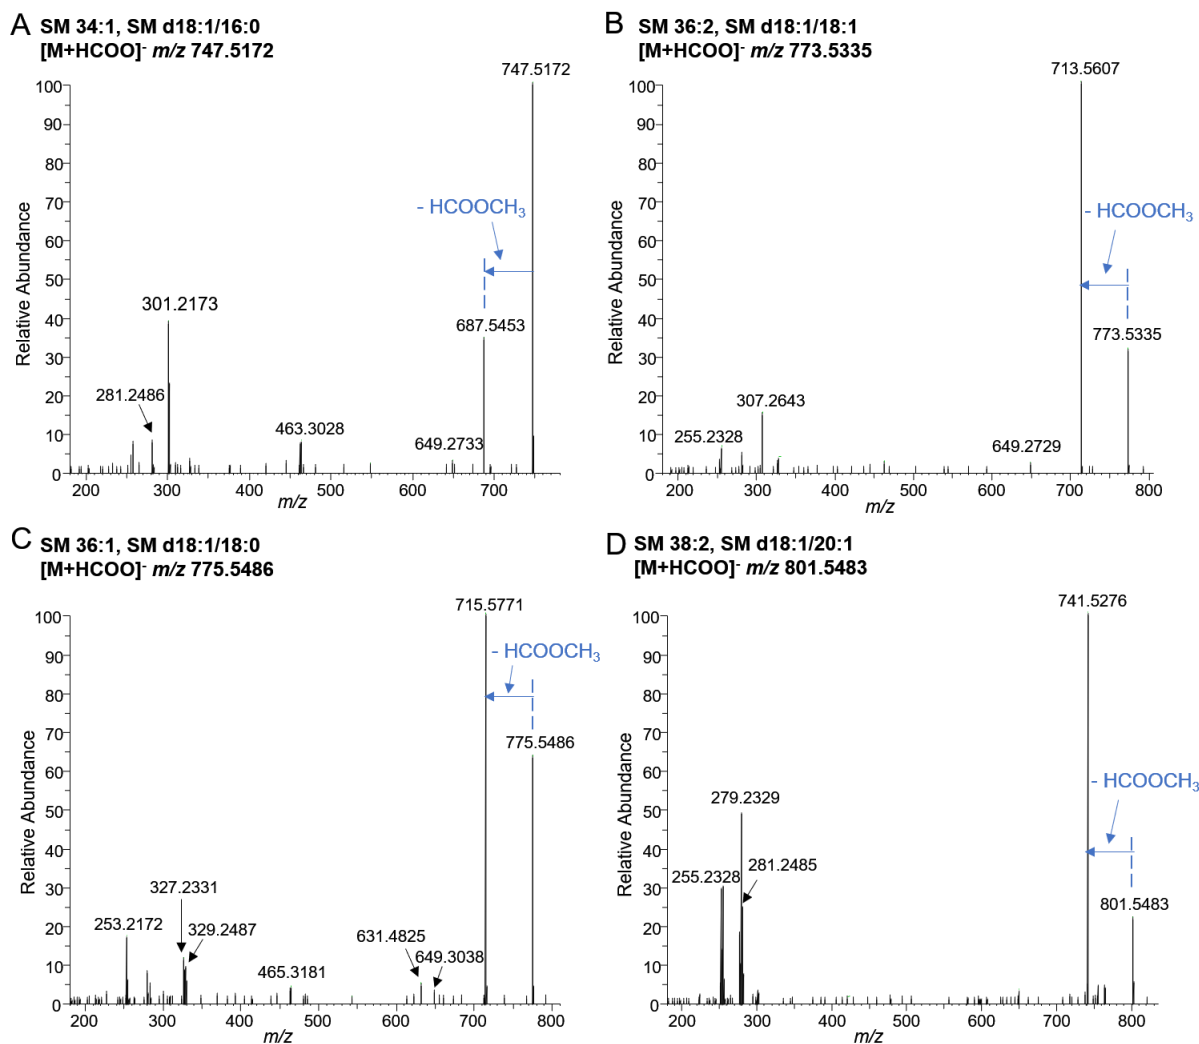 A SM 34:1, SM d18:1/16:0
[M+HCOO]- m/z 747.5172
747.5172
100
90
80
70
60
50
40
30
20
10
0
Relative Abundance
- HCOOCH3
301.2173
687.5453
281.2486
463.3028
649.2733
200 300 400 500 600 700
m/z
B SM 36:2, SM d18:1/18:1
[M+HCOO]- m/z 773.5335
713.5607
100
90
80
70
60
50
40
30
20
10
0
Relative Abundance
- HCOOCH3
773.5335
307.2643
255.2328
649.2729
200 300 400 500 600 700 800
m/z
C SM 36:1, SM d18:1/18:0
[M+HCOO]- m/z 775.5486
715.5771
100
90
80
70
60
50
40
30
20
10
0
Relative Abundance
- HCOOCH3
775.5486
327.2331
253.2172
329.2487
631.4825
649.3038
465.3181
200 300 400 500 600 700 800
m/z
D SM 38:2, SM d18:1/20:1
[M+HCOO]- m/z 801.5483
741.5276
100
90
80
70
60
50
40
30
20
10
0
Relative Abundance
- HCOOCH3
279.2329
281.2485
255.2328
801.5483
200 300 400 500 600 700 800
m/z